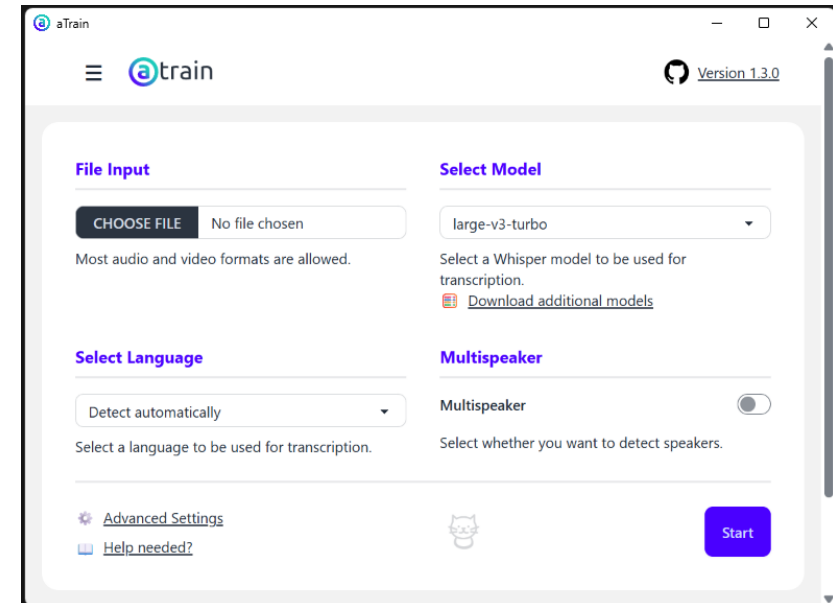 aTrain
atrain
Version 1.3.0
File Input
CHOOSE FILE No file chosen
Most audio and video formats are allowed.
Select Model
large-v3-turbo
Select a Whisper model to be used for
transcription.
Download additional models
Select Language
Detect automatically
Select a language to be used for transcription.
Multispeaker
Multispeaker
Select whether you want to detect speakers.
Advanced Settings
Help needed?
Start